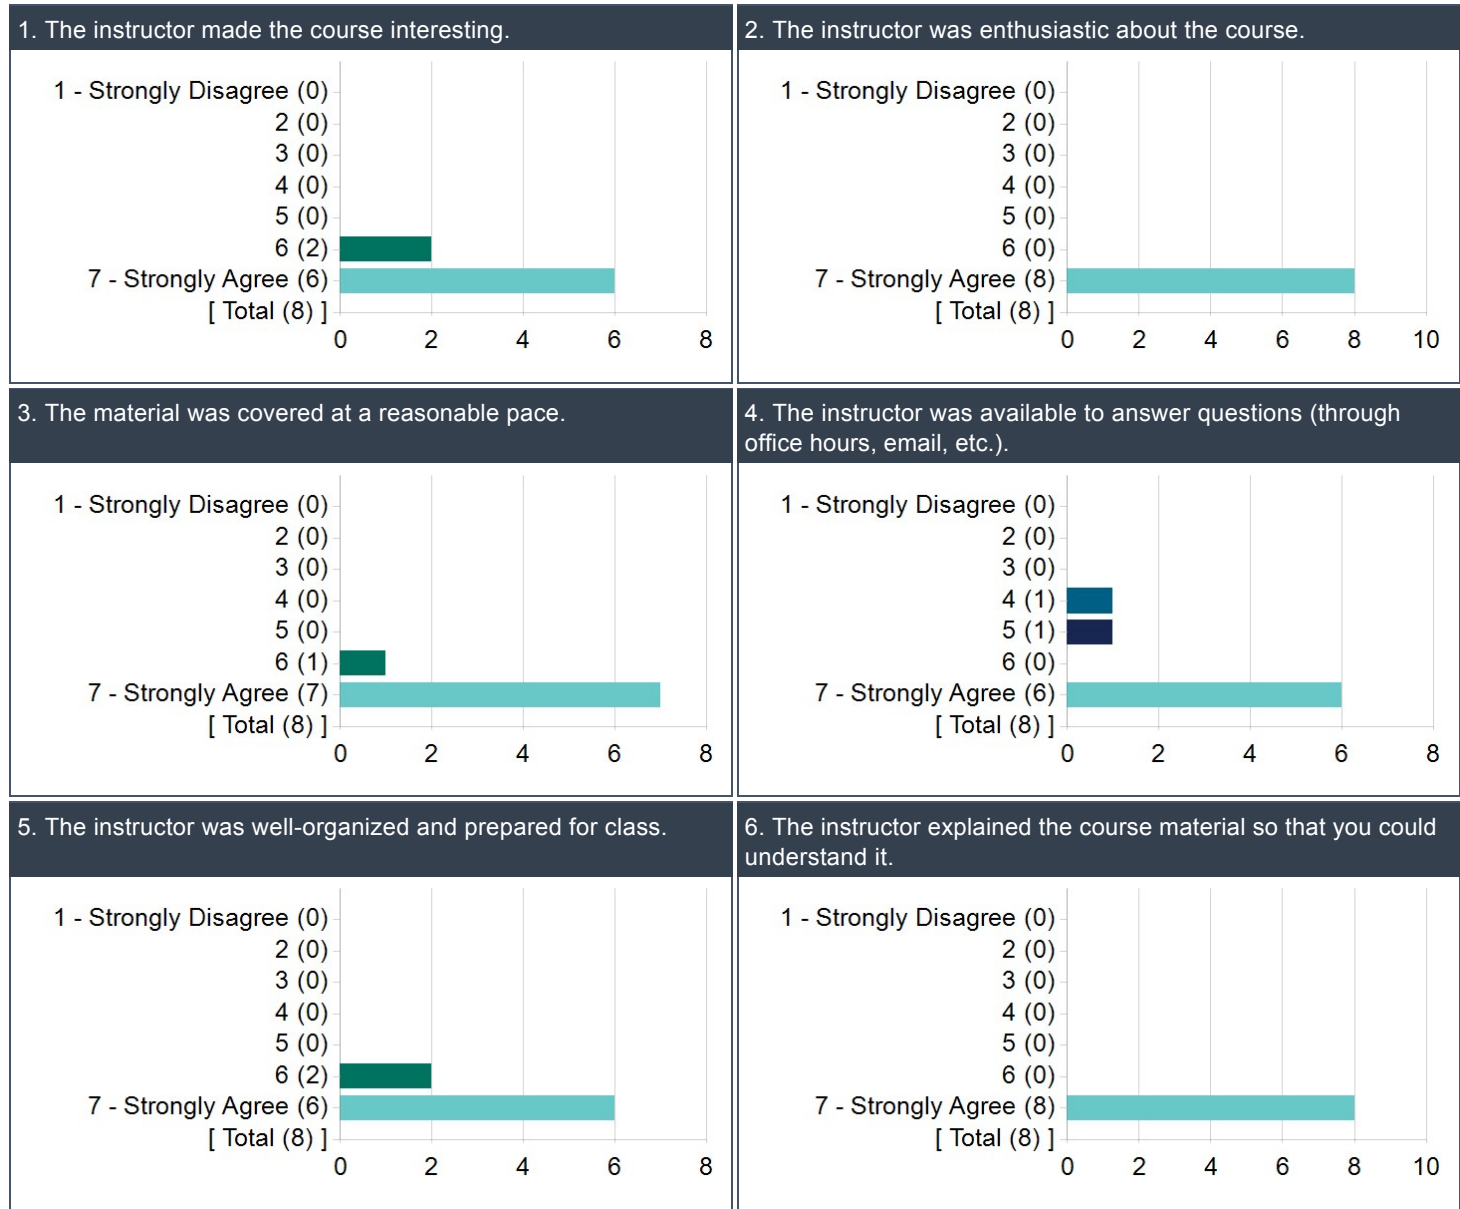 1. The instructor made the course interesting.
1 - Strongly Disagree (0)
2 (0)
3 (0)
4 (0)
5 (0)
6 (2)
7 - Strongly Agree (6)
[ Total (8) ]
0 2 4 6 8
2. The instructor was enthusiastic about the course.
1 - Strongly Disagree (0)
2 (0)
3 (0)
4 (0)
5 (0)
6 (0)
7 - Strongly Agree (8)
[ Total (8) ]
0 2 4 6 8 10
3. The material was covered at a reasonable pace.
1 - Strongly Disagree (0)
2 (0)
3 (0)
4 (0)
5 (0)
6 (1)
7 - Strongly Agree (7)
[ Total (8) ]
0 2 4 6 8
4. The instructor was available to answer questions (through
office hours, email, etc.).
1 - Strongly Disagree (0)
2 (0)
3 (0)
4 (1)
5 (1)
6 (0)
7 - Strongly Agree (6)
[ Total (8) ]
0 2 4 6 8
5. The instructor was well-organized and prepared for class.
1 - Strongly Disagree (0)
2 (0)
3 (0)
4 (0)
5 (0)
6 (2)
7 - Strongly Agree (6)
[ Total (8) ]
0 2 4 6 8
6. The instructor explained the course material so that you could
understand it.
1 - Strongly Disagree (0)
2 (0)
3 (0)
4 (0)
5 (0)
6 (0)
7 - Strongly Agree (8)
[ Total (8) ]
0 2 4 6 8 10